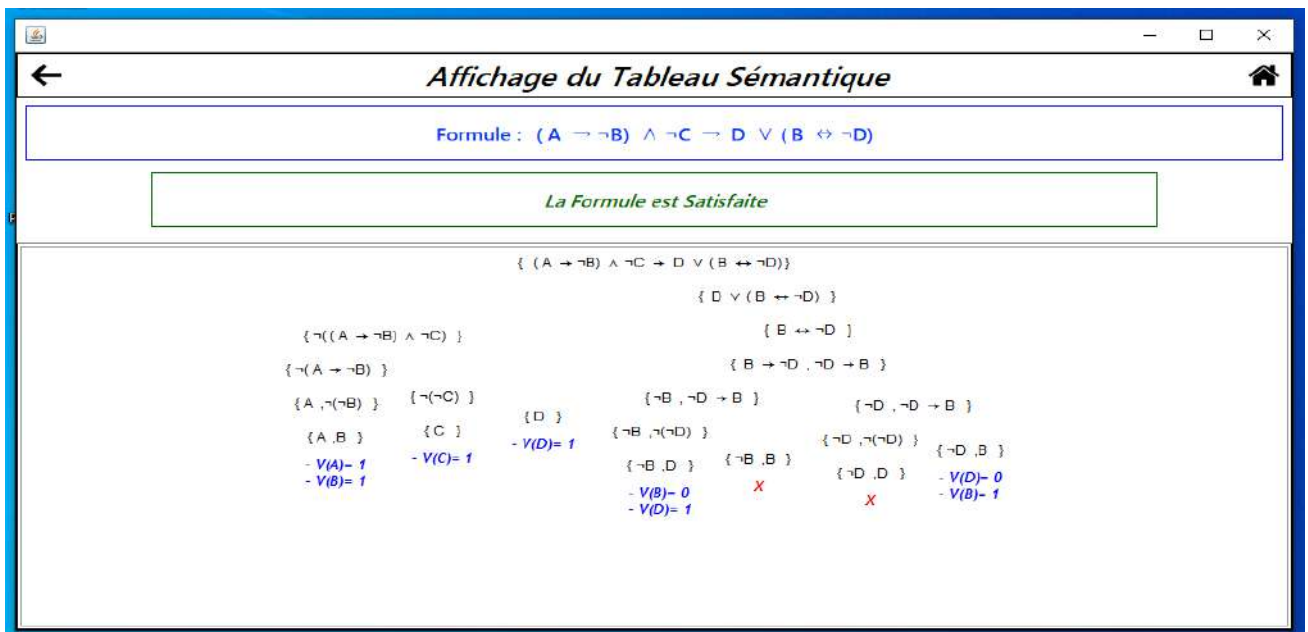 Affichage du Tableau Sémantique
Formule : ( A → ¬B) ∧ ¬C → D ∨ ( B ↔ ¬D)
La Formule est Satisfaite
{ (A → ¬B) ∧ ¬C → D ∨ ( B ↔ ¬D)}
{ D ∨ ( B ↔ ¬D) }
{ ¬(( A → ¬B) ∧ ¬C) } { B ↔ ¬D }
{ ¬( A → ¬B) } { B → ¬D , ¬D → B }
{ A ,¬(¬B) } { ¬(¬C) } { D } { ¬B , ¬D → B } { ¬D , ¬D → B }
{ A ,B } { C } - V(D)= 1 { ¬B ,¬(¬D) } { ¬D ,¬(¬D) } { ¬D ,B }
- V(A)= 1 - V(C)= 1 { ¬B ,D } { ¬B ,B } { ¬D ,D } - V(D)= 0
- V(B)= 1 - V(B)= 0 X X - V(B)= 1
- V(D)= 1